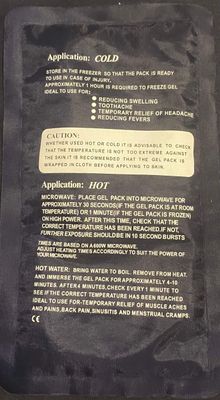 Application: COLD
STORE IN THE FREEZER SO THAT THE PACK IS READY
TO USE IN CASE OF INJURY.
APPROXIMATELY 1 HOUR IS REQUIRED TO FREEZE GEL
IDEAL TO USE FOR:
● REDUCING SWELLING
● TOOTHACHE
● TEMPORARY RELIEF OF HEADACHE
● REDUCING FEVERS
CAUTION:
WHETHER USED HOT OR COLD IT IS ADVISABLE TO CHECK
THAT THE TEMPERATURE IS NOT TOO EXTREME AGAINST
THE SKIN.IT IS RECOMMENDED THAT THE GEL PACK IS
WRAPPED IN CLOTH BEFORE APPLYING TO SKIN.
Application: HOT
MICROWAVE: PLACE GEL PACK INTO MICROWAVE FOR
APPROXIMATELY 30 SECONDS(IF THE GEL PACK IS AT ROOM
TEMPERATURE) OR 1 MINUTE(IF THE GEL PACK IS FROZEN)
ON HIGH POWER. AFTER THIS TIME, CHECK THAT THE
CORRECT TEMPERATURE HAS BEEN REACHED.IF NOT,
FURTHER EXPOSURE SHOULD BE IN 10 SECOND BURSTS
TIMES ARE BASED ON A 600W MICROWAVE.
ADJUST HEATING TIMES ACCORDINGLY TO SUIT THE POWER OF
YOUR MICROWAVE.
HOT WATER: BRING WATER TO BOIL. REMOVE FROM HEAT.
AND IMMERSE THE GEL PACK FOR APPROXIMATELY 4-10
MINUTES. AFTER 4 MINUTES,CHECK EVERY 1 MINUTE TO
SEE IF THE CORRECT TEMPERATURE HAS BEEN REACHED
IDEAL TO USE FOR-TEMPORARY RELIEF OF MUSCLE ACHES
AND PAINS, BACK PAIN, SINUSITIS AND MENSTRUAL CRAMPS.
CE